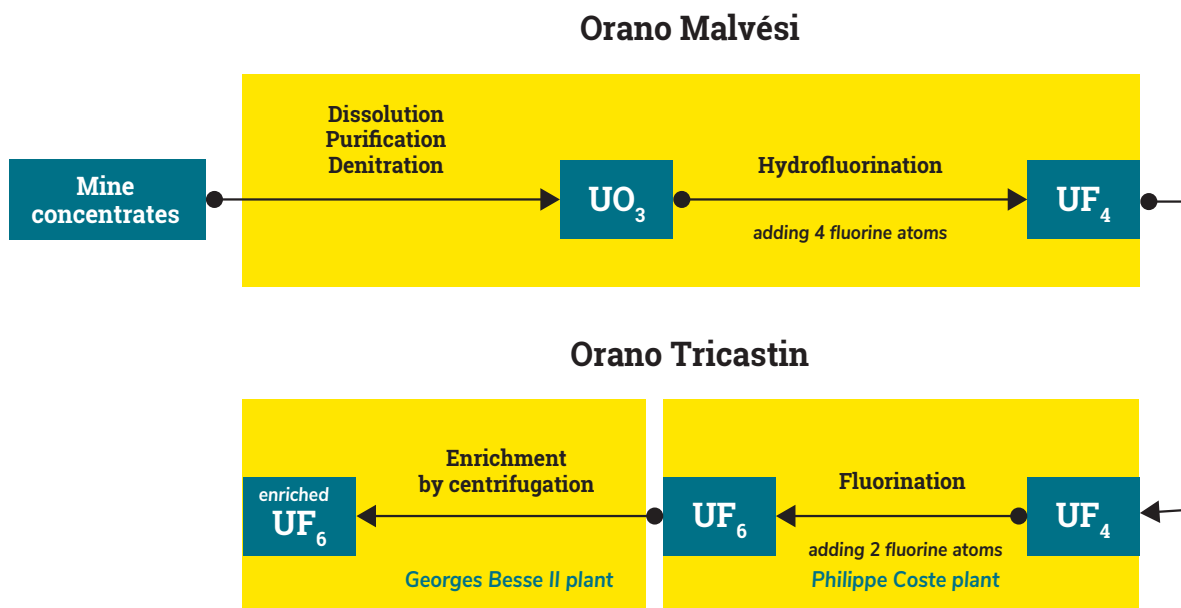 Orano Malvési
Dissolution
Purification
Denitration
Mine
concentrates
UO₃
Hydrofluorination
adding 4 fluorine atoms
UF₄
Orano Tricastin
enriched
UF₆
Enrichment
by centrifugation
Georges Besse II plant
UF₆
Fluorination
adding 2 fluorine atoms
Philippe Coste plant
UF₄